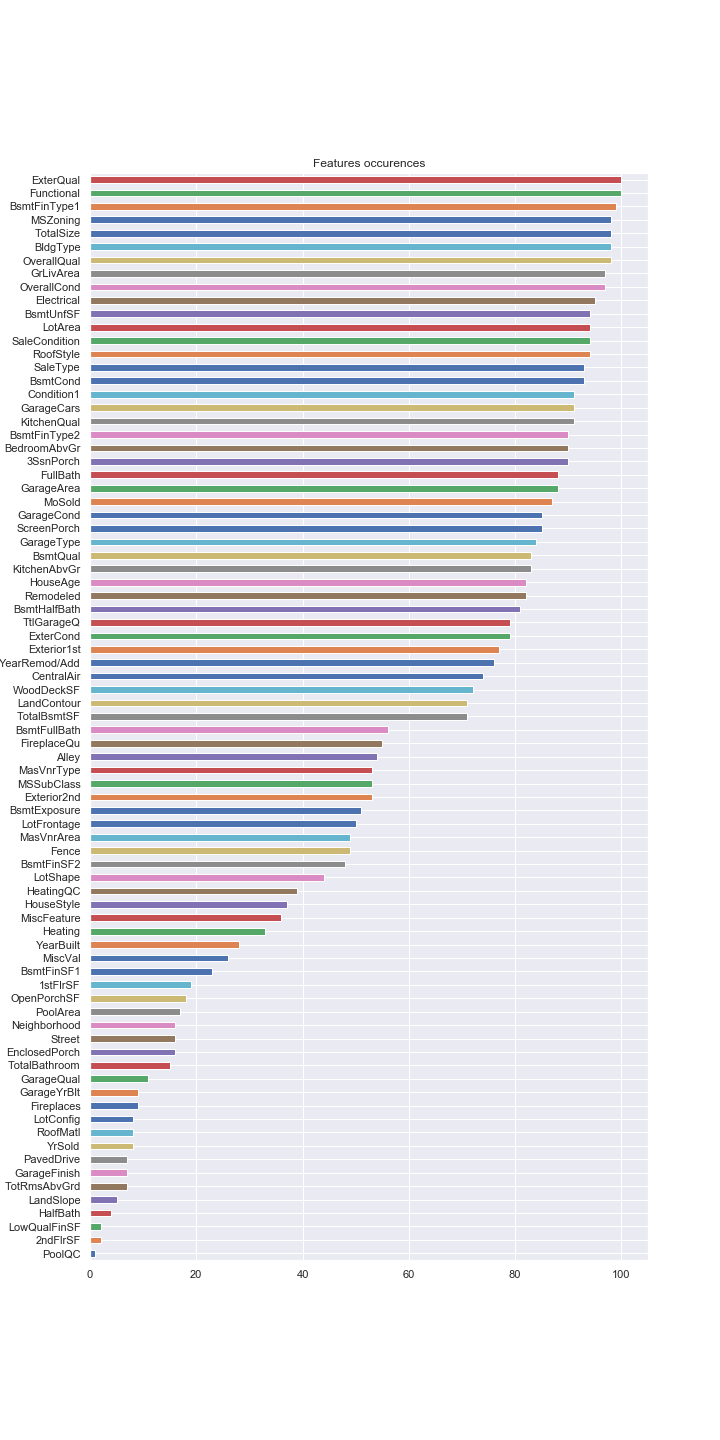 Features occurences
ExterQual
Functional
BsmtFinType1
MSZoning
TotalSize
BldgType
OverallQual
GrLivArea
OverallCond
Electrical
BsmtUnfSF
LotArea
SaleCondition
RoofStyle
SaleType
BsmtCond
Condition1
GarageCars
KitchenQual
BsmtFinType2
BedroomAbvGr
3SsnPorch
FullBath
GarageArea
MoSold
GarageCond
ScreenPorch
GarageType
BsmtQual
KitchenAbvGr
HouseAge
Remodeled
BsmtHalfBath
TtlGarageQ
ExterCond
Exterior1st
YearRemod/Add
CentralAir
WoodDeckSF
LandContour
TotalBsmtSF
BsmtFullBath
FireplaceQu
Alley
MasVnrType
MSSubClass
Exterior2nd
BsmtExposure
LotFrontage
MasVnrArea
Fence
BsmtFinSF2
LotShape
HeatingQC
HouseStyle
MiscFeature
Heating
YearBuilt
MiscVal
BsmtFinSF1
1stFlrSF
OpenPorchSF
PoolArea
Neighborhood
Street
EnclosedPorch
TotalBathroom
GarageQual
GarageYrBlt
Fireplaces
LotConfig
RoofMatl
YrSold
PavedDrive
GarageFinish
TotRmsAbvGrd
LandSlope
HalfBath
LowQualFinSF
2ndFlrSF
PoolQC
0 20 40 60 80 100